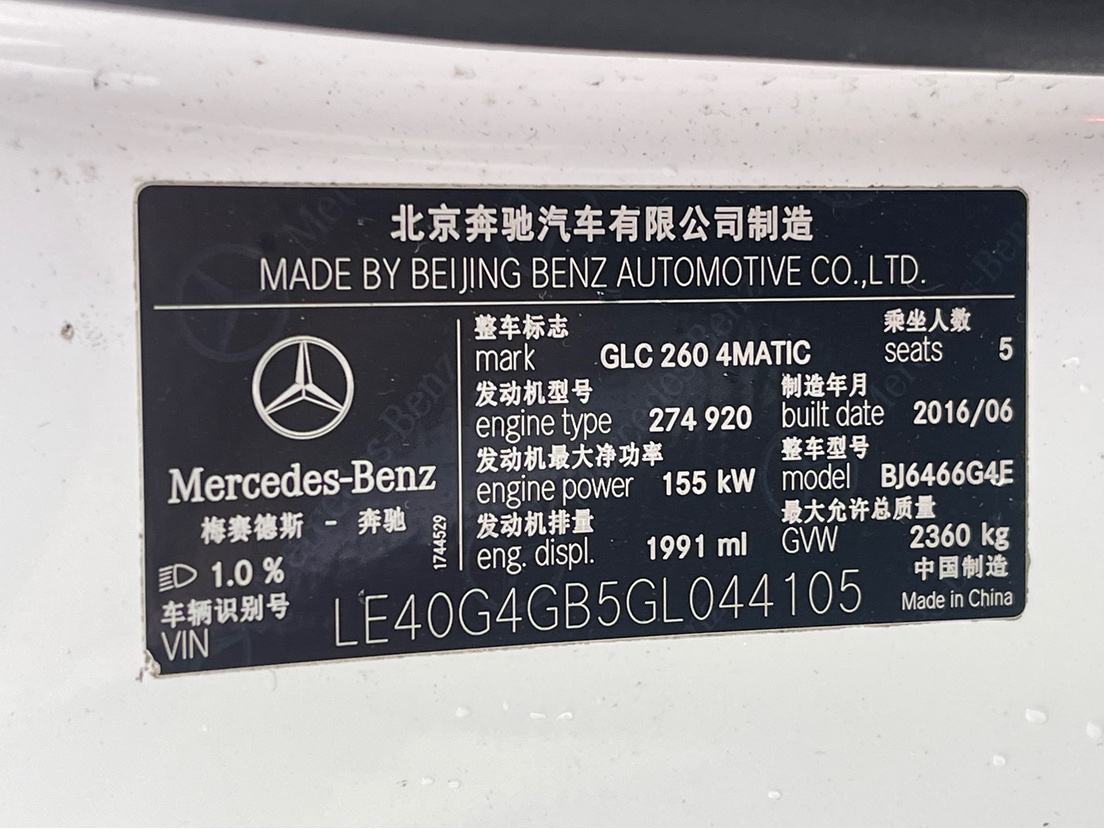 北京奔驰汽车有限公司制造
MADE BY BEIJING BENZ AUTOMOTIVE CO.,LTD.
Mercedes-Benz
梅赛德斯 - 奔驰
1.0 %
1744529
整车标志
mark GLC 260 4MATIC
乘坐人数
seats 5
发动机型号
engine type 274 920
制造年月
built date 2016/06
发动机最大净功率
engine power 155 kW
整车型号
model BJ6466G4E
发动机排量
eng. displ. 1991 ml
最大允许总质量
GVW 2360 kg
中国制造
Made in China
车辆识别号
VIN LE40G4GB5GL044105